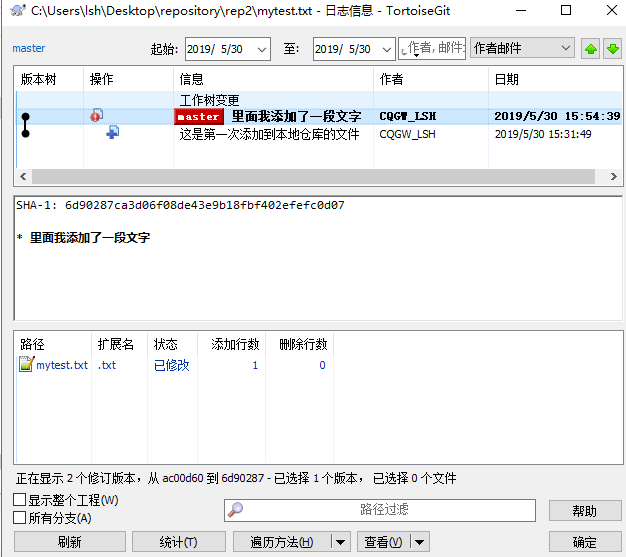 C:\Users\lsh\Desktop\repository\rep2\mytest.txt - 日志信息 - TortoiseGit
master 起始: 2019/ 5/30 至: 2019/ 5/30 作者, 邮件: 作者邮件
版本树 操作 信息 作者 日期
工作树变更
master 里面我添加了一段文字 CQGW_LSH 2019/5/30 15:54:39
这是第一次添加到本地仓库的文件 CQGW_LSH 2019/5/30 15:31:49
SHA-1: 6d90287ca3d06f08de43e9b18fbf402efefc0d07
* 里面我添加了一段文字
路径 扩展名 状态 添加行数 删除行数
mytest.txt .txt 已修改 1 0
正在显示 2 个修订版本，从 ac00d60 到 6d90287 - 已选择 1 个版本， 已选择 0 个文件
显示整个工程(W)
所有分支(A)
路径过滤 帮助
刷新 统计(T) 遍历方法(H) 查看(V) 确定